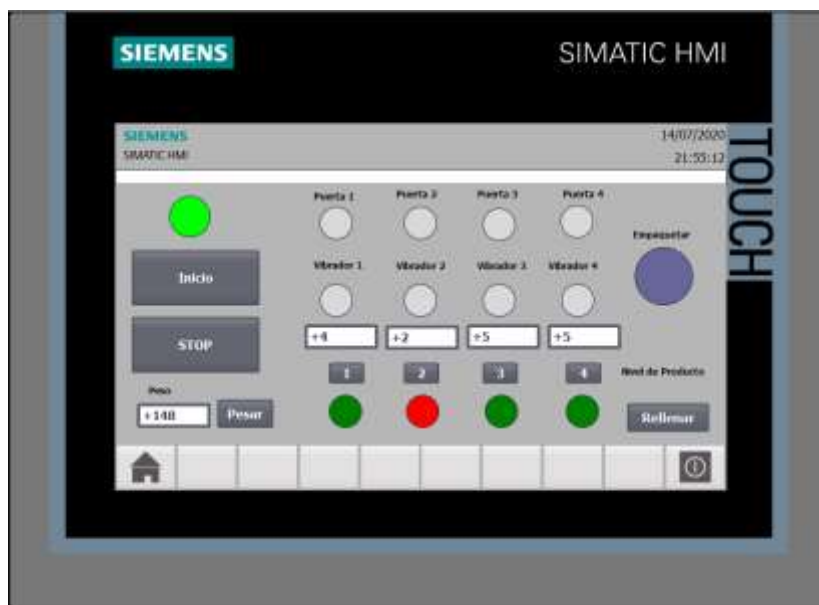 SIEMENS
SIMATIC HMI
TOUCH
SIEMENS
SIMATIC HMI
14/07/2020
21:55:12
Puerta 1
Puerta 2
Puerta 3
Puerta 4
Empaquetar
Inicio
Vibrador 1
Vibrador 2
Vibrador 3
Vibrador 4
STOP
+4
+2
+5
+5
1
2
3
4
Nivel de Producto
Peso
+148
Pesar
Rellenar